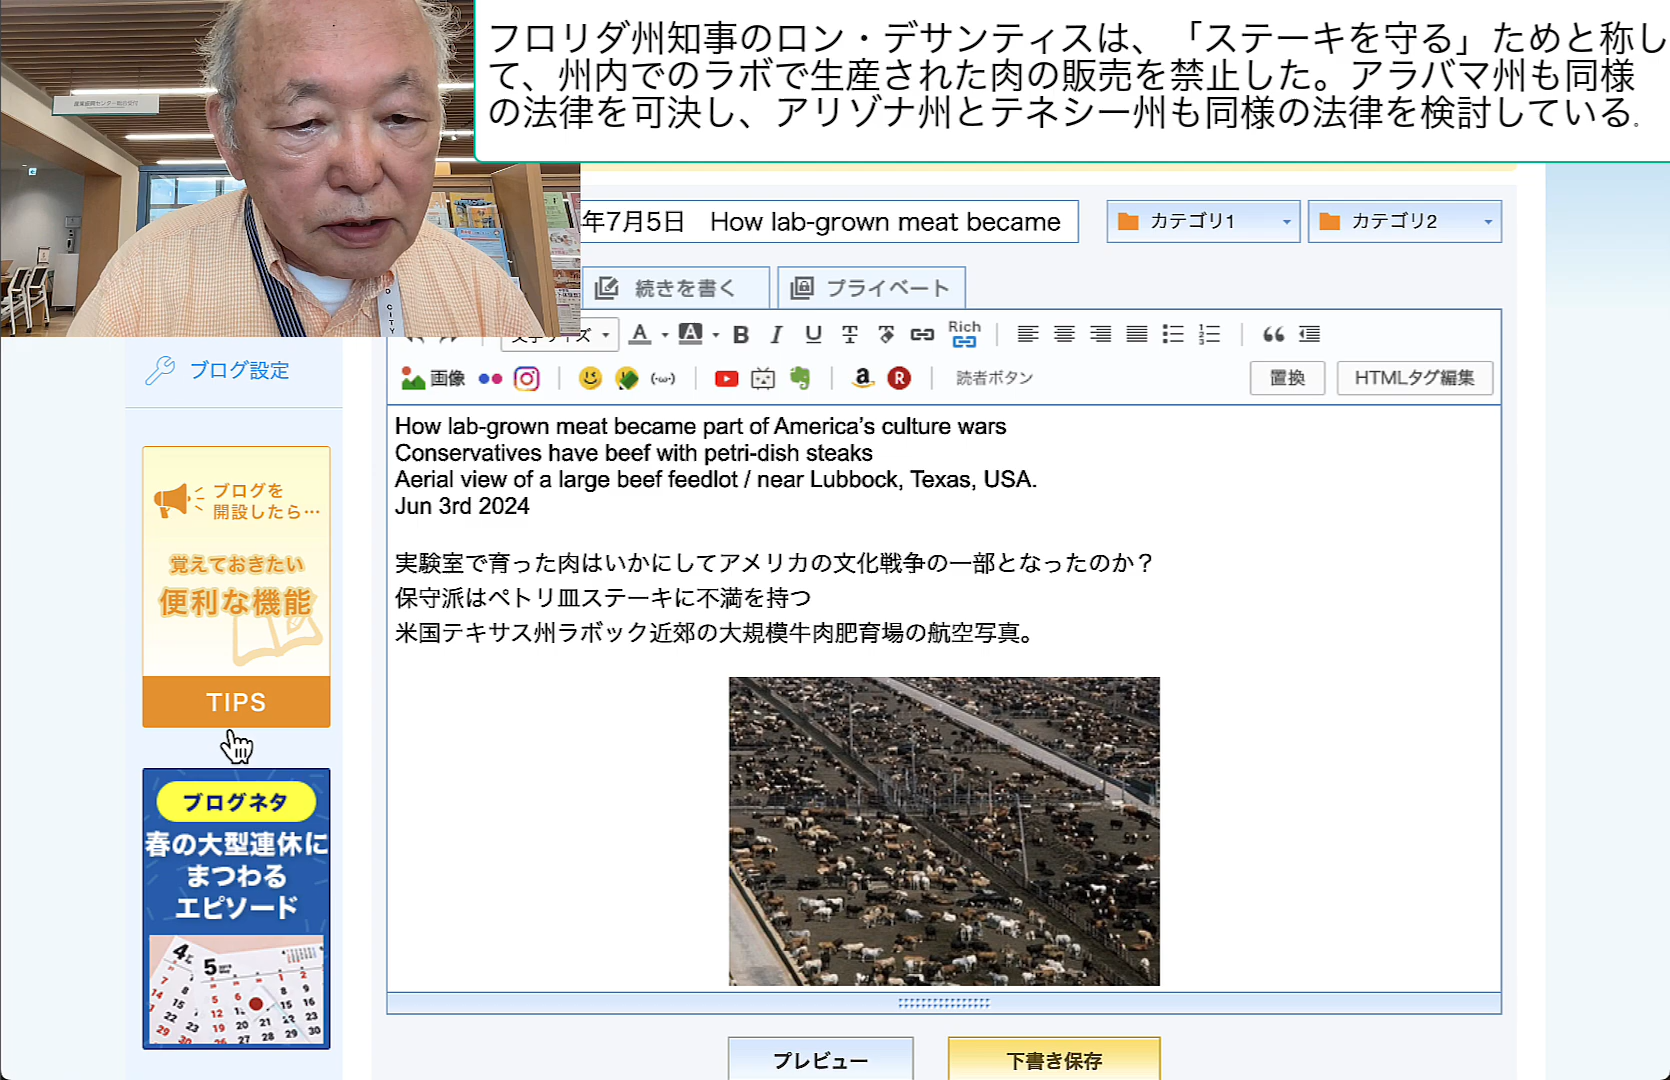 フロリダ州知事のロン・デサンティスは、「ステーキを守る」ためと称し
て、州内でのラボで生産された肉の販売を禁止した。アラバマ州も同様
の法律を可決し、アリゾナ州とテネシー州も同様の法律を検討している.
年7月5日　How lab-grown meat became
カテゴリ1
カテゴリ2
続きを書く
プライベート
文字サイズ
A
A
B
I
U
T
Rich
画像
a
R
読者ボタン
置換
HTMLタグ編集
ブログ設定
How lab-grown meat became part of America's culture wars
Conservatives have beef with petri-dish steaks
Aerial view of a large beef feedlot / near Lubbock, Texas, USA.
Jun 3rd 2024
実験室で育った肉はいかにしてアメリカの文化戦争の一部となったのか？
保守派はペトリ皿ステーキに不満を持つ
米国テキサス州ラボック近郊の大規模牛肉肥育場の航空写真。
ブログを
開設したら…
覚えておきたい
便利な機能
TIPS
ブログネタ
春の大型連休に
まつわる
エピソード
4
5
プレビュー
下書き保存
CITY